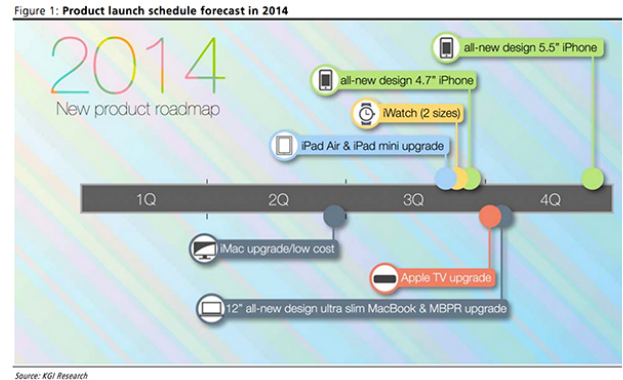 Figure 1: Product launch schedule forecast in 2014
2014
New product roadmap
all-new design 5.5" iPhone
all-new design 4.7" iPhone
iWatch (2 sizes)
iPad Air & iPad mini upgrade
1Q 2Q 3Q 4Q
iMac upgrade/low cost
Apple TV upgrade
12" all-new design ultra slim MacBook & MBPR upgrade
Source: KGI Research